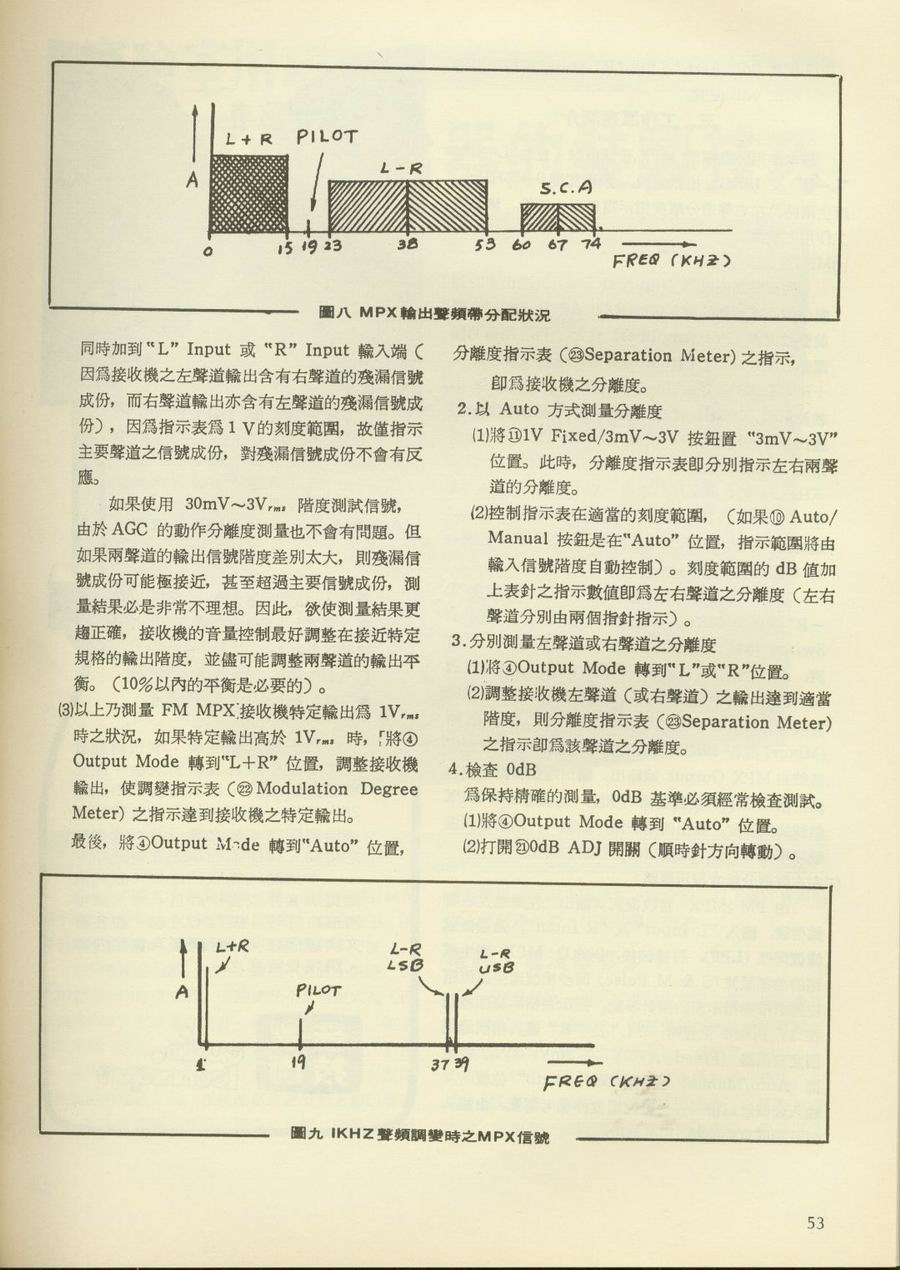 L+R PILOT
L-R
S.C.A
A
0 15 19 23 38 53 60 67 74
FREQ (KHZ)
圖八 MPX輸出聲頻帶分配狀況
同時加到“L” Input 或 “R” Input 輸入端（
因爲接收機之左聲道輸出含有右聲道的殘漏信號
成份，而右聲道輸出亦含有左聲道的殘漏信號成
份），因爲指示表爲1 V的刻度範圍，故僅指示
主要聲道之信號成份，對殘漏信號成份不會有反
應。
如果使用 30mV～3Vrms 階度測試信號，
由於 AGC 的動作分離度測量也不會有問題。但
如果兩聲道的輸出信號階度差別太大，則殘漏信
號成份可能極接近，甚至超過主要信號成份，測
量結果必是非常不理想。因此，欲使測量結果更
趨正確，接收機的音量控制最好調整在接近特定
規格的輸出階度，並儘可能調整兩聲道的輸出平
衡。（10%以內的平衡是必要的）。
(3)以上乃測量 FM MPX接收機特定輸出爲 1Vrms
時之狀況，如果特定輸出高於 1Vrms 時，「將④
Output Mode 轉到“L+R” 位置，調整接收機
輸出，使調變指示表（㉒Modulation Degree
Meter) 之指示達到接收機之特定輸出。
最後，將④Output Mode 轉到“Auto” 位置，
分離度指示表（㉓Separation Meter) 之指示，
卽爲接收機之分離度。
2.以 Auto 方式測量分離度
(1)將⑪1V Fixed/3mV～3V 按鈕置 “3mV～3V”
位置。此時，分離度指示表卽分別指示左右兩聲
道的分離度。
(2)控制指示表在適當的刻度範圍，（如果⑩Auto/
Manual 按鈕是在“Auto” 位置，指示範圍將由
輸入信號階度自動控制）。刻度範圍的 dB 值加
上表針之指示數值卽爲左右聲道之分離度（左右
聲道分別由兩個指針指示）。
3.分別測量左聲道或右聲道之分離度
(1)將④Output Mode 轉到“L”或“R”位置。
(2)調整接收機左聲道（或右聲道）之輸出達到適當
階度，則分離度指示表（㉓Separation Meter)
之指示卽爲該聲道之分離度。
4.檢查 0dB
爲保持精確的測量，0dB 基準必須經常檢查測試。
(1)將④Output Mode 轉到 “Auto” 位置。
(2)打開㉑0dB ADJ 開關（順時針方向轉動）。
L+R
L-R
LSB
L-R
USB
A
PILOT
1 19 37 39
FREQ (KHZ)
圖九 1KHZ聲頻調變時之MPX信號
53